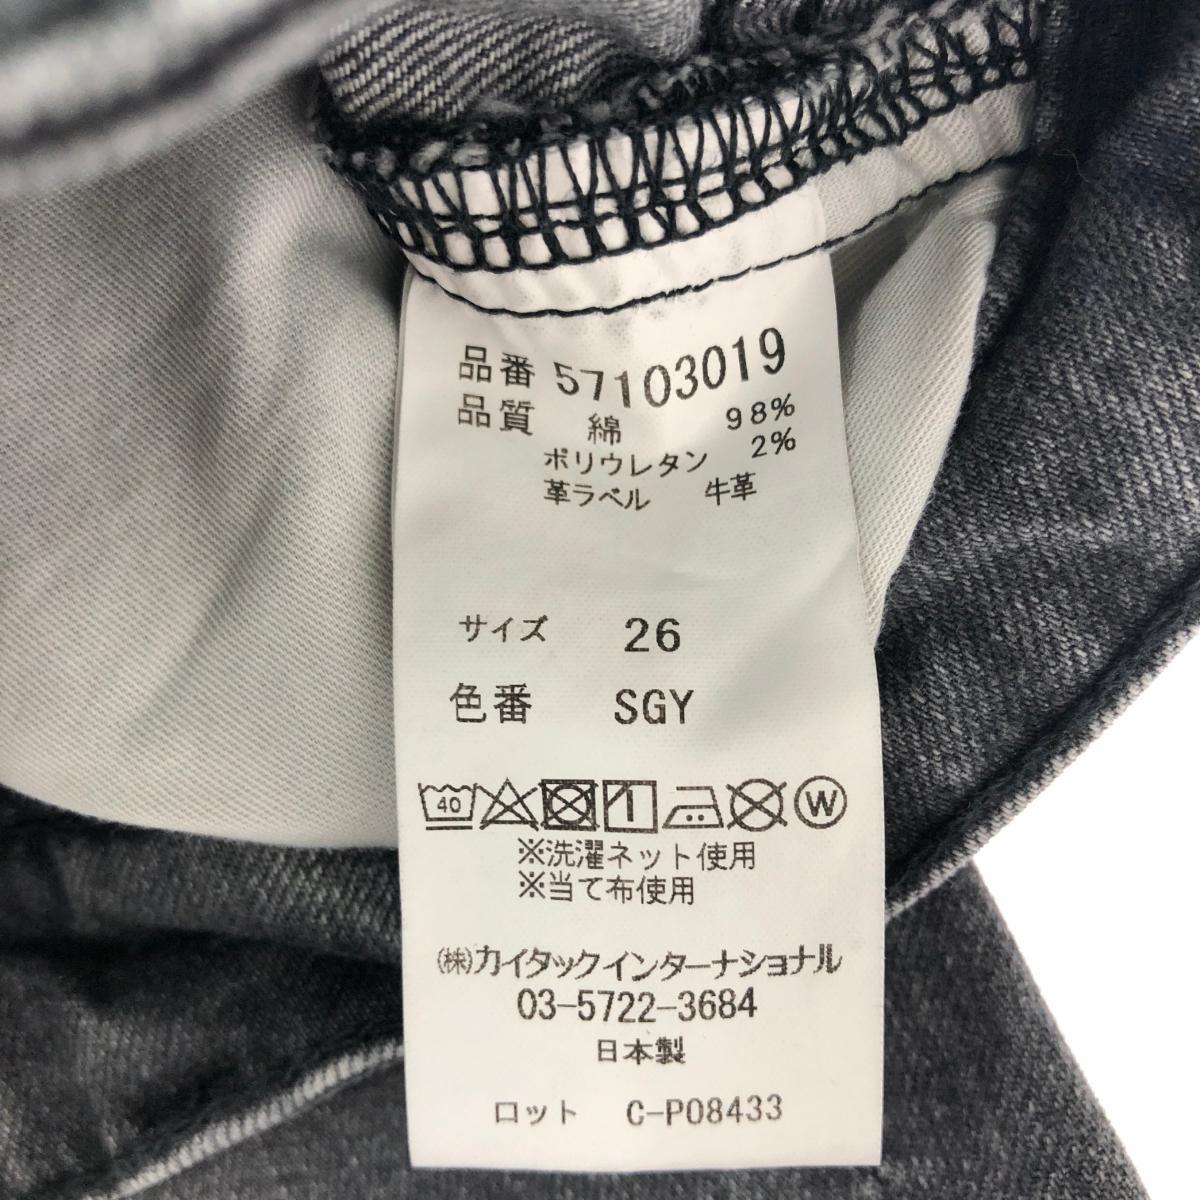 品番 57103019
品質 綿 98%
ポリウレタン 2%
革ラベル 牛革
サイズ 26
色番 SGY
40 W
※洗濯ネット使用
※当て布使用
㈱カイタックインターナショナル
03-5722-3684
日本製
ロット C-P08433